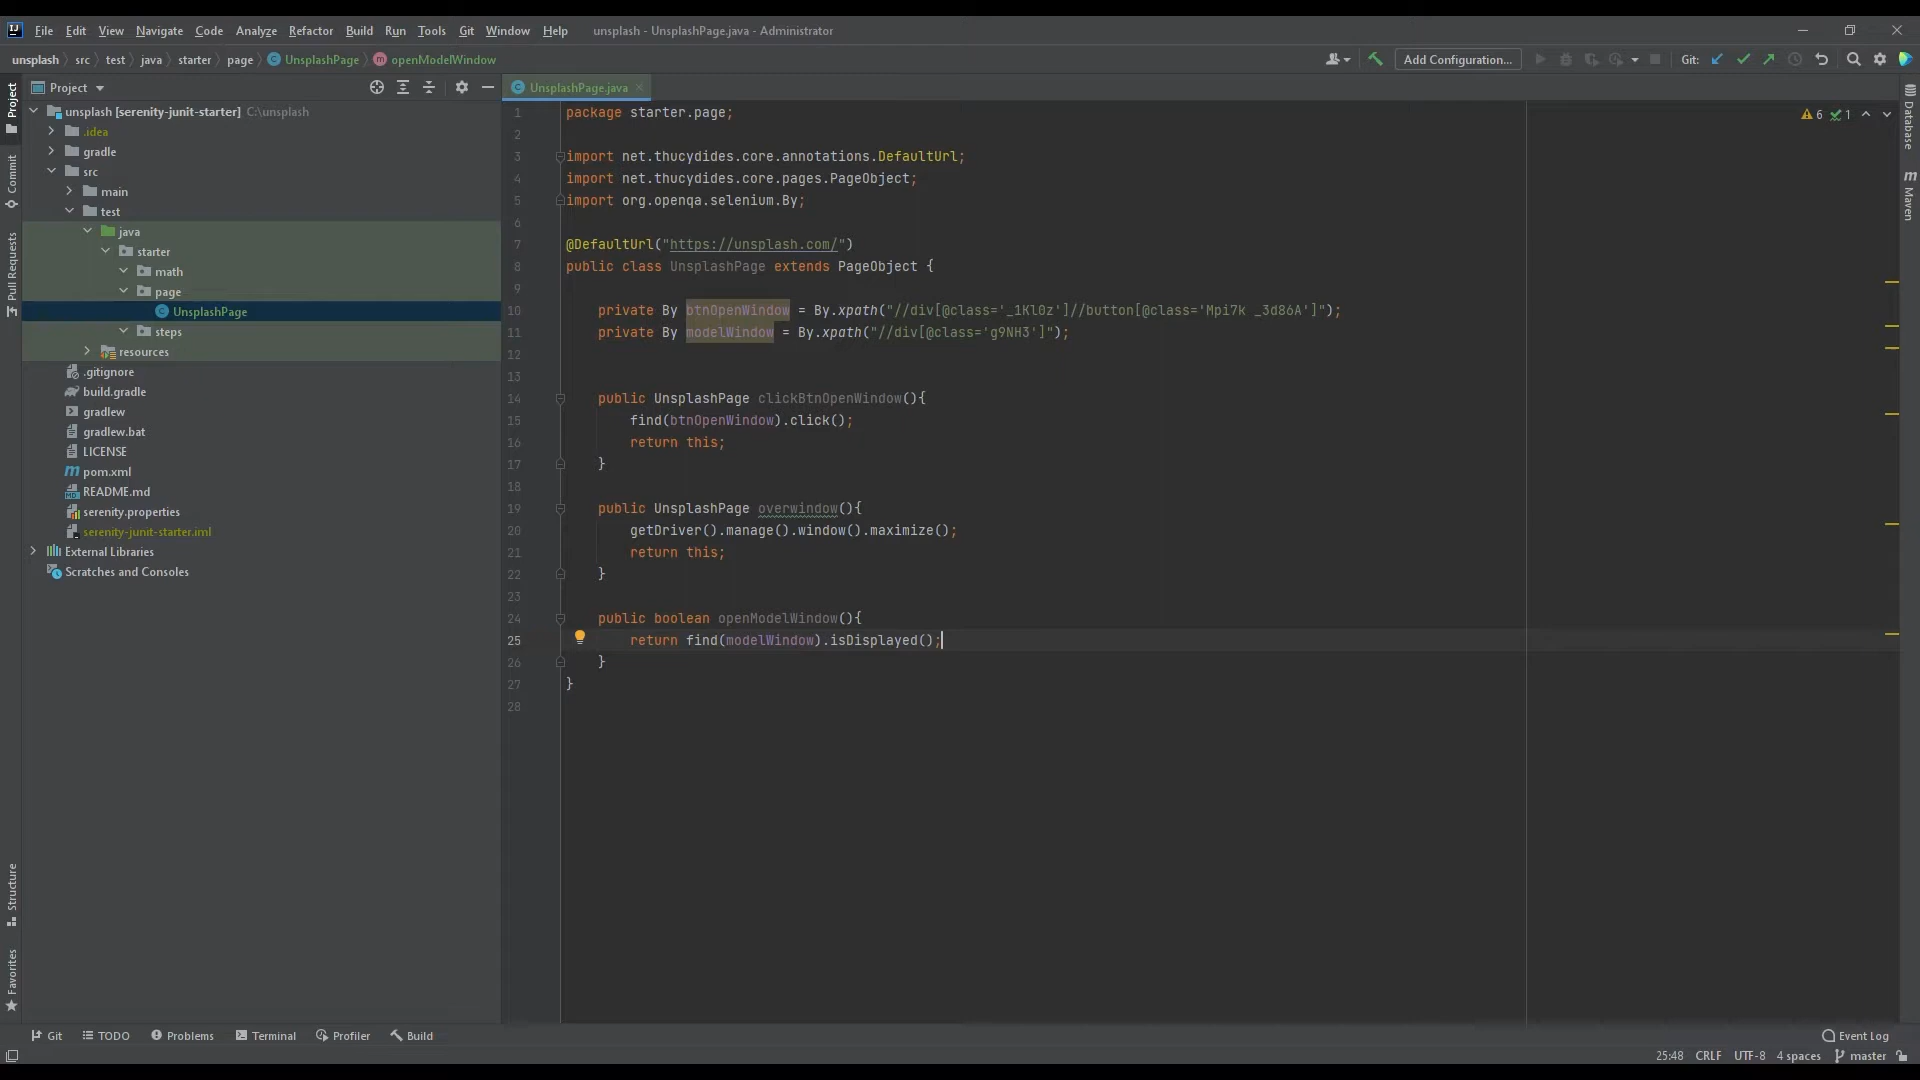 File Edit View Navigate Code Analyze Refactor Build Run Tools Git Window Help unsplash - UnsplashPage.java - Administrator
unsplash src test java starter page UnsplashPage openModelWindow Add Configuration... Git:
Project
UnsplashPage.java
Project
Commit
Pull Requests
Structure
Favorites
unsplash [serenity-junit-starter] C:\unsplash
.idea
gradle
src
main
test
java
starter
math
page
UnsplashPage
steps
resources
.gitignore
build.gradle
gradlew
gradlew.bat
LICENSE
pom.xml
README.md
serenity.properties
serenity-junit-starter.iml
External Libraries
Scratches and Consoles
1 package starter.page;
2
3 import net.thucydides.core.annotations.DefaultUrl;
4 import net.thucydides.core.pages.PageObject;
5 import org.openqa.selenium.By;
6
7 @DefaultUrl("https://unsplash.com/")
8 public class UnsplashPage extends PageObject {
9
10 private By btnOpenWindow = By.xpath("//div[@class='_1KlOz']//button[@class='Mpi7k _3d86A']");
11 private By modelWindow = By.xpath("//div[@class='g9NH3']");
12
13
14 public UnsplashPage clickBtnOpenWindow(){
15 find(btnOpenWindow).click();
16 return this;
17 }
18
19 public UnsplashPage overwindow(){
20 getDriver().manage().window().maximize();
21 return this;
22 }
23
24 public boolean openModelWindow(){
25 return find(modelWindow).isDisplayed();
26 }
27 }
28
6 1
Database
Maven
Git TODO Problems Terminal Profiler Build Event Log
25:48 CRLF UTF-8 4 spaces master